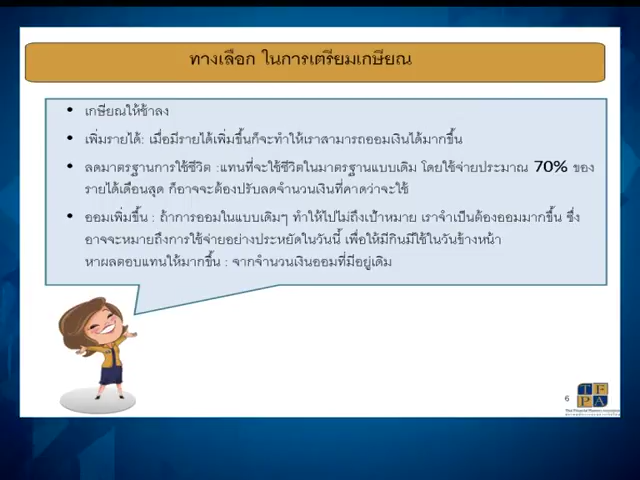 ทางเลือก ในการเตรียมเกษียณ
• เกษียณให้ช้าลง
• เพิ่มรายได้: เมื่อมีรายได้เพิ่มขึ้นก็จะทำให้เราสามารถออมเงินได้มากขึ้น
• ลดมาตรฐานการใช้ชีวิต :แทนที่จะใช้ชีวิตในมาตรฐานแบบเดิม โดยใช้จ่ายประมาณ 70% ของ
รายได้เดือนสุด ก็อาจจะต้องปรับลดจำนวนเงินที่คาดว่าจะใช้
• ออมเพิ่มขึ้น : ถ้าการออมในแบบเดิมๆ ทำให้ไปไม่ถึงเป้าหมาย เราจำเป็นต้องออมมากขึ้น ซึ่ง
อาจจะหมายถึงการใช้จ่ายอย่างประหยัดในวันนี้ เพื่อให้มีกินมีใช้ในวันข้างหน้า
หาผลตอบแทนให้มากขึ้น : จากจำนวนเงินออมที่มีอยู่เดิม
6
TF
PA